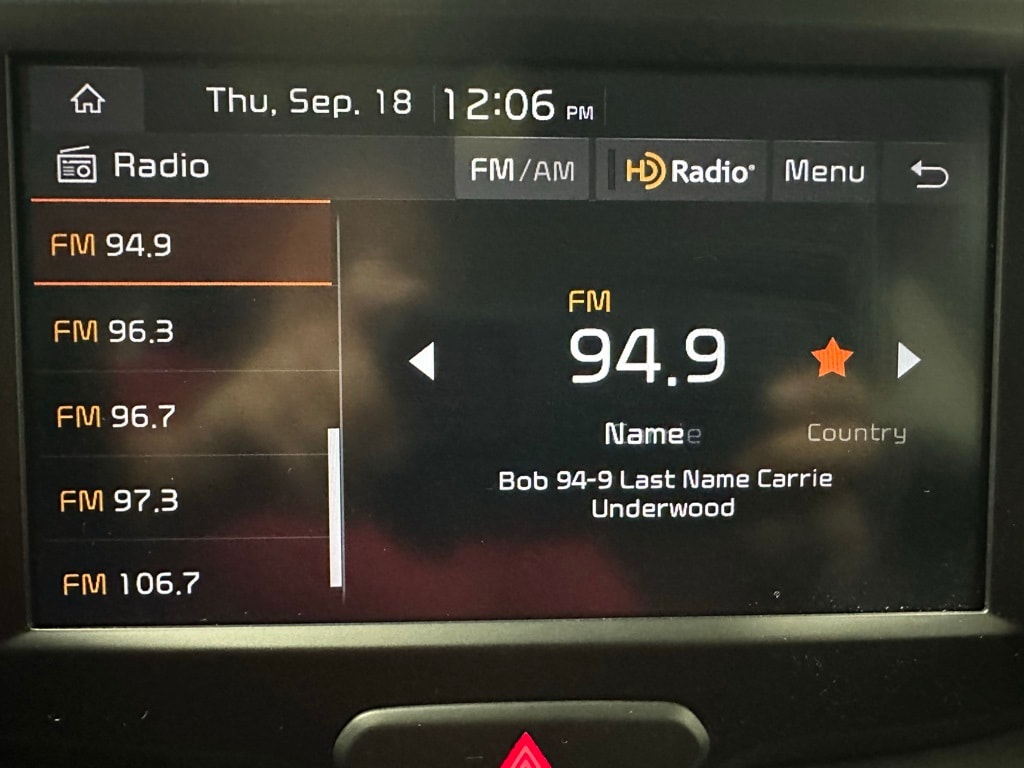 Thu, Sep. 18 12:06 PM
Radio FM/AM HD Radio Menu
FM 94.9
FM 96.3
FM 96.7
FM 97.3
FM 106.7
FM
94.9
Name Country
Bob 94-9 Last Name Carrie
Underwood